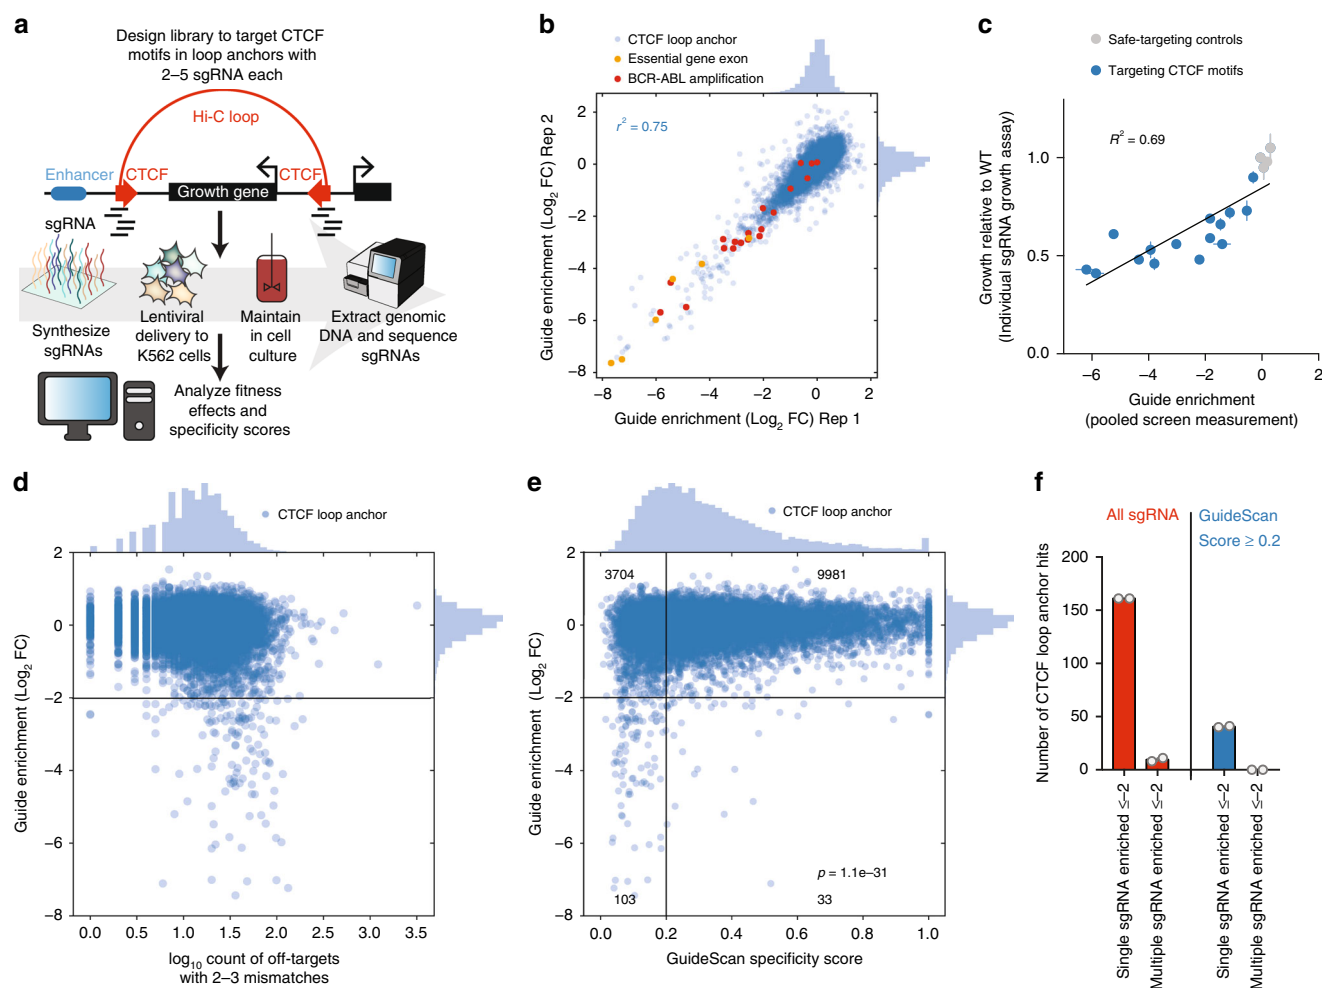 a
Design library to target CTCF
motifs in loop anchors with
2–5 sgRNA each
Hi-C loop
Enhancer
CTCF
CTCF
Growth gene
sgRNA
Synthesize
sgRNAs
Lentiviral
delivery to
K562 cells
Maintain
in cell
culture
Extract genomic
DNA and sequence
sgRNAs
Analyze fitness
effects and
specificity scores
b
CTCF loop anchor
Essential gene exon
BCR-ABL amplification
r² = 0.75
Guide enrichment (Log₂ FC) Rep 2
2
0
−2
−4
−6
−8
−8 −6 −4 −2 0 2
Guide enrichment (Log₂ FC) Rep 1
c
Safe-targeting controls
Targeting CTCF motifs
R² = 0.69
Growth relative to WT
(Individual sgRNA growth assay)
1.0
0.5
0.0
−6 −4 −2 0 2
Guide enrichment
(pooled screen measurement)
d
CTCF loop anchor
Guide enrichment (Log₂ FC)
2
0
−2
−4
−6
−8
0.0 0.5 1.0 1.5 2.0 2.5 3.0 3.5
log₁₀ count of off-targets
with 2–3 mismatches
e
CTCF loop anchor
3704
9981
Guide enrichment (Log₂ FC)
2
0
−2
−4
−6
−8
p = 1.1e–31
103
33
0.0 0.2 0.4 0.6 0.8 1.0
GuideScan specificity score
f
All sgRNA
GuideScan
Score ≥ 0.2
Number of CTCF loop anchor hits
200
150
100
50
0
Single sgRNA enriched ≤–2
Multiple sgRNA enriched ≤–2
Single sgRNA enriched ≤–2
Multiple sgRNA enriched ≤–2